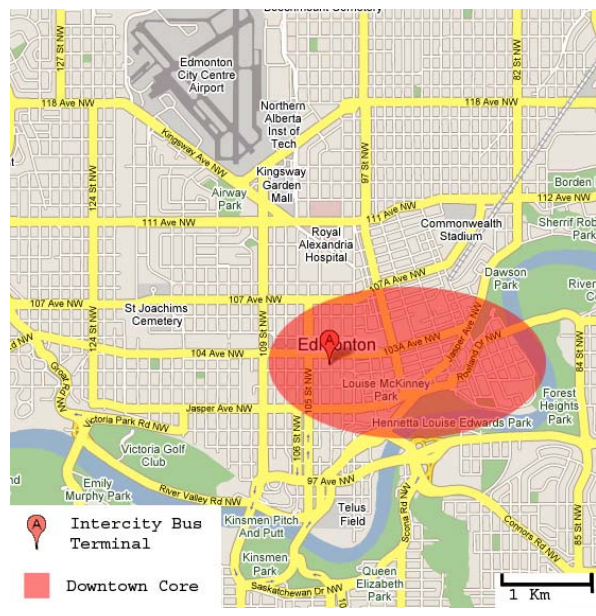 Beechmount Cemetery
127 St NW
Edmonton
City Centre
Airport
82 St NW
118 Ave NW
118 Ave NW
Northern
Alberta
Inst of
Tech
Kingsway Ave NW
97 St NW
Kingsway
Garden
Mall
124 St NW
Airway
Park
Borden
112 Ave NW
111 Ave NW
111 Ave NW
Commonwealth
Stadium
Sherrif Rob
Park
Royal
Alexandria
Hospital
Dawson
Park
107A Ave NW
107 Ave NW
107 Ave NW
St Joachims
Cemetery
109 St NW
A
Edmonton
103A Ave NW
Jasper Ave
Rowland Dr NW
104 Ave NW
124 St NW
84 St NW
Louise McKinney
Park
105 St NW
Groat Rd NW
Jasper Ave NW
Forest
Heights
Park
Victoria Park Rd NW
Henrietta Louise Edwards Park
106 St NW
Victoria Golf
Club
97 Ave NW
Emily
Murphy Park
River Valley Rd NW
Telus
Field
Scona Rd NW
Connors Rd NW
85 St NW
Kinsmen Pitch
And Putt
Kinsmen
Park
Queen
Elizabeth
Park
Saskatchewan Dr NW
A Intercity Bus
Terminal
Downtown Core
1 Km